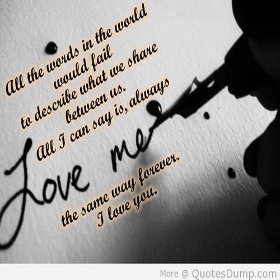 All the words in the world
would fail
to describe what we share
between us.
All I can say is, always
Love me
the same way forever.
I love you.
More @ QuotesDump.com